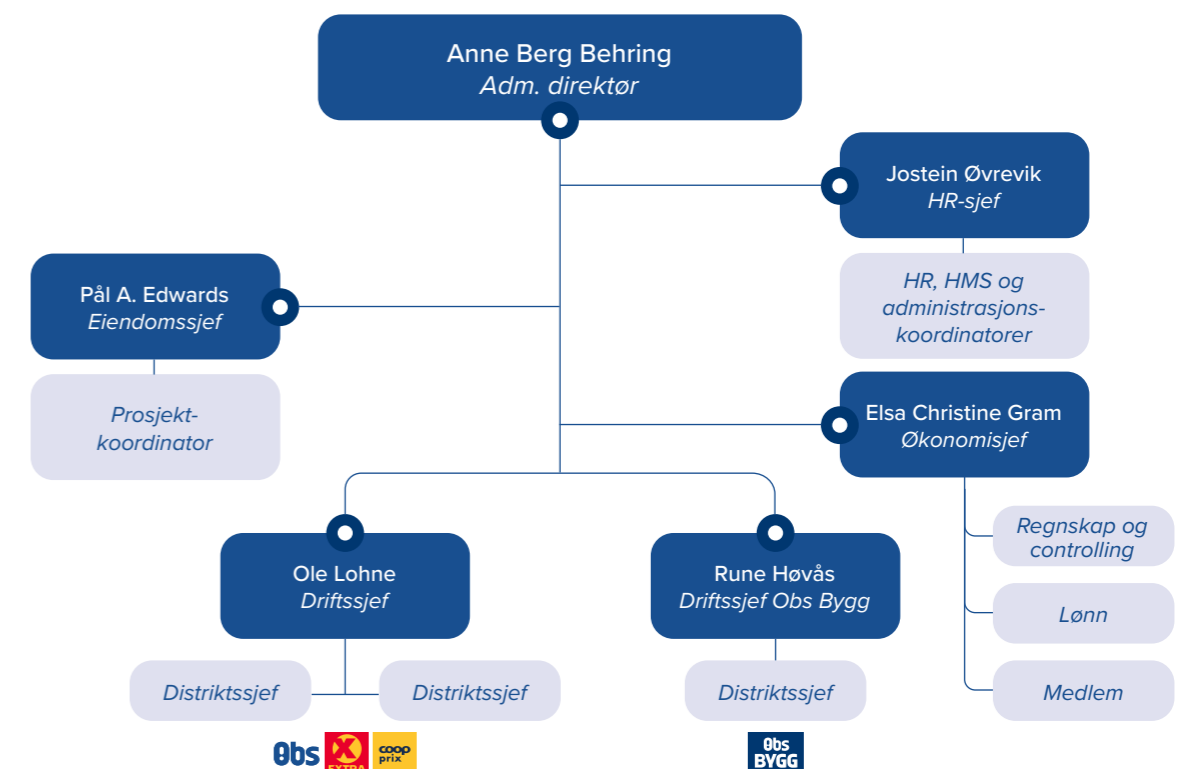 Anne Berg Behring
Adm. direktør
Jostein Øvrevik
HR-sjef
HR, HMS og
administrasjons-
koordinatorer
Pål A. Edwards
Eiendomssjef
Prosjekt-
koordinator
Elsa Christine Gram
Økonomisjef
Regnskap og
controlling
Lønn
Medlem
Ole Lohne
Driftssjef
Rune Høvås
Driftssjef Obs Bygg
Distriktssjef
Distriktssjef
Distriktssjef
Obs
X
EXTRA
coop
prix
Obs
BYGG